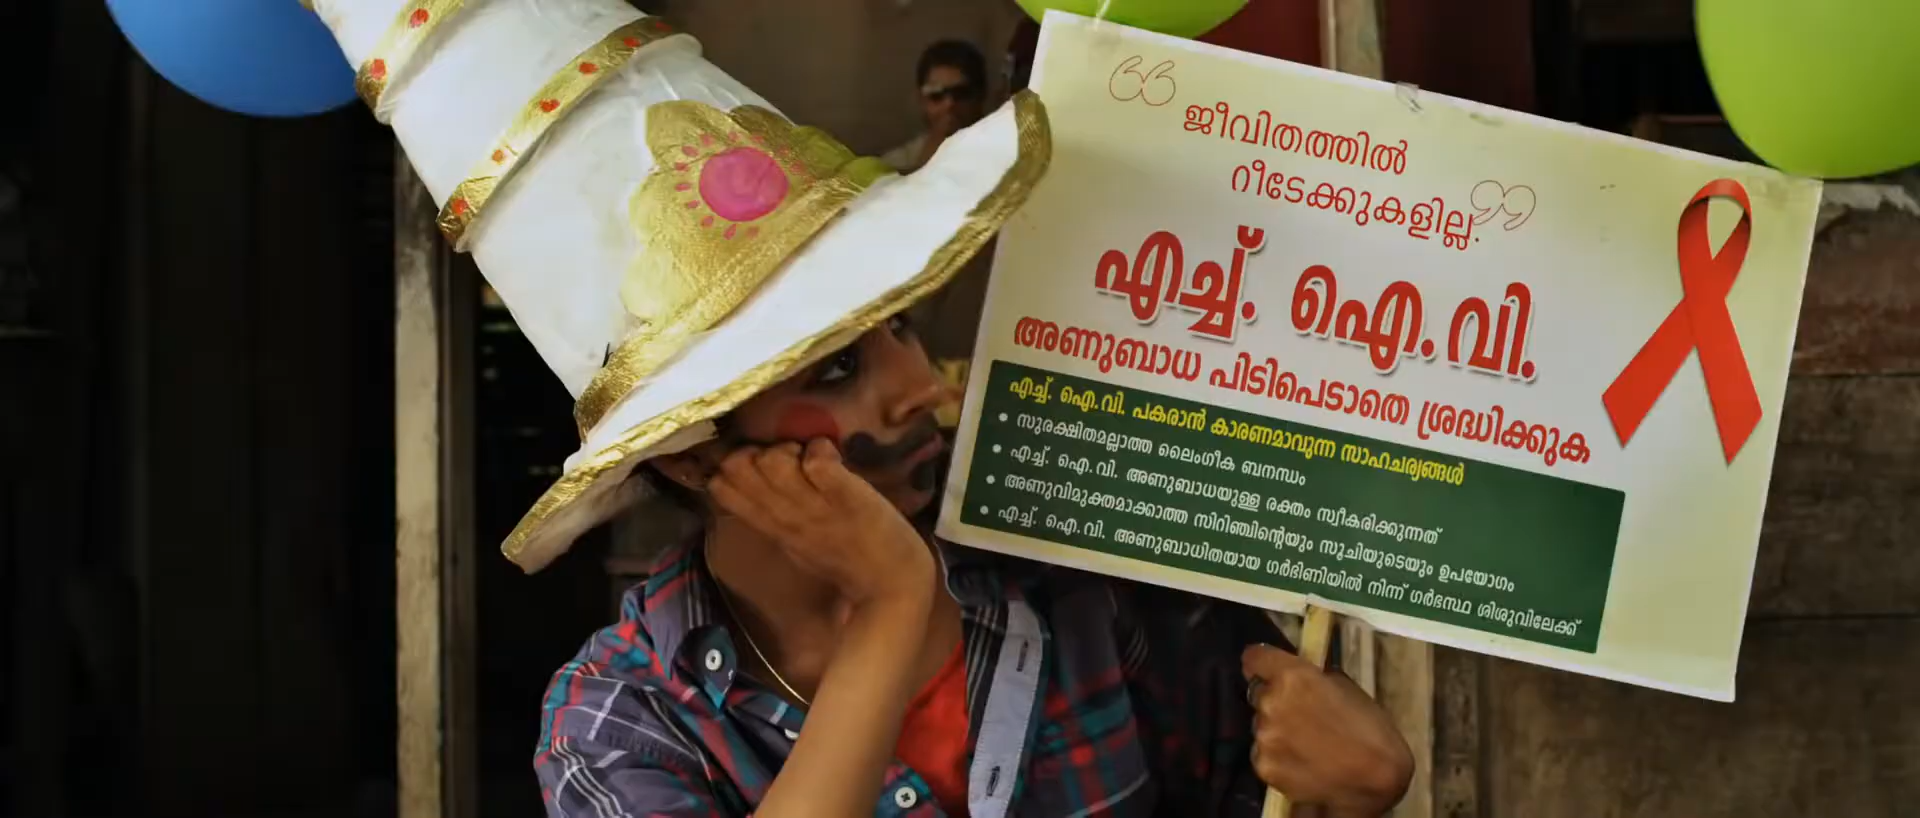 “ ജീവിതത്തിൽ
റീടേക്കുകളില്ല. ”
എച്ച്. ഐ.വി.
അണുബാധ പിടിപെടാതെ ശ്രദ്ധിക്കുക
എച്ച്. ഐ.വി. പകരാൻ കാരണമാവുന്ന സാഹചര്യങ്ങൾ
• സുരക്ഷിതമല്ലാത്ത ലൈംഗീക ബന്ധം
• എച്ച്. ഐ.വി. അണുബാധയുള്ള രക്തം സ്വീകരിക്കുന്നത്
• അണുവിമുക്തമാക്കാത്ത സിറിഞ്ചിന്റെയും സൂചിയുടെയും ഉപയോഗം
• എച്ച്. ഐ.വി. അണുബാധിതയായ ഗർഭിണിയിൽ നിന്ന് ഗർഭസ്ഥ ശിശുവിലേക്ക്